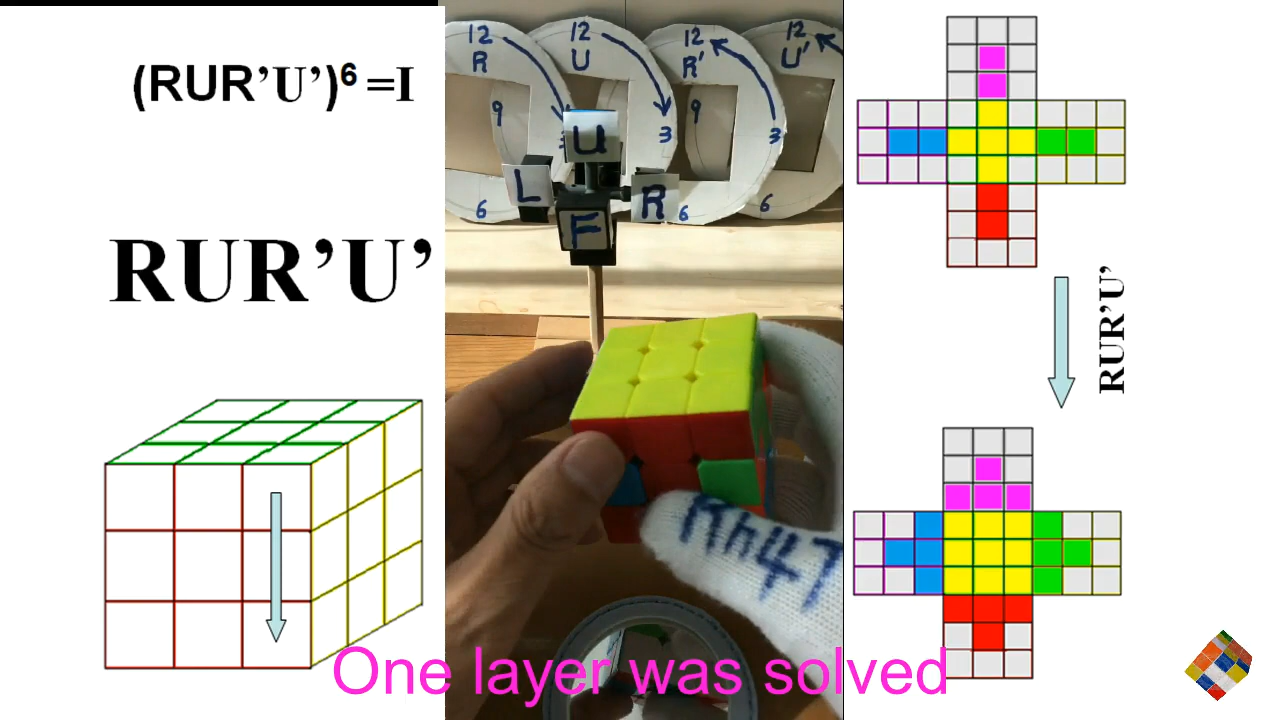 (RUR’U’)⁶ =I
RUR’U’
12
R
9
6
12
U
3
12
R'
9
3
6
12
U'
6
U
L
R
F
Rh47
RUR’U’
One layer was solved